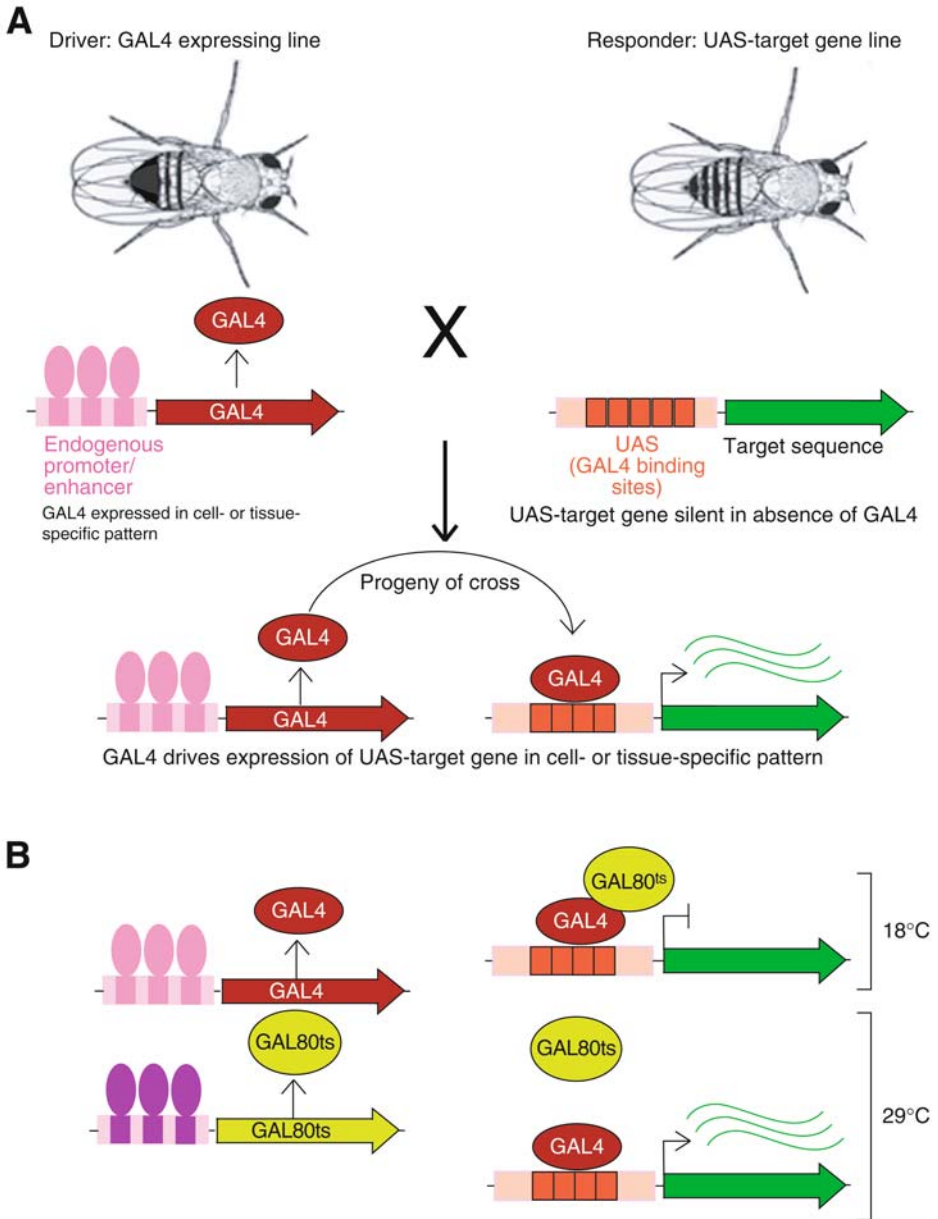 A
Driver: GAL4 expressing line
Responder: UAS-target gene line
GAL4
X
GAL4
Endogenous
promoter/
enhancer
GAL4 expressed in cell- or tissue-
specific pattern
UAS
(GAL4 binding
sites)
Target sequence
UAS-target gene silent in absence of GAL4
Progeny of cross
GAL4
GAL4
GAL4
GAL4 drives expression of UAS-target gene in cell- or tissue-specific pattern
B
GAL4
GAL4
GAL80ts
GAL80ts
GAL80ts
GAL4
18°C
GAL80ts
GAL4
29°C